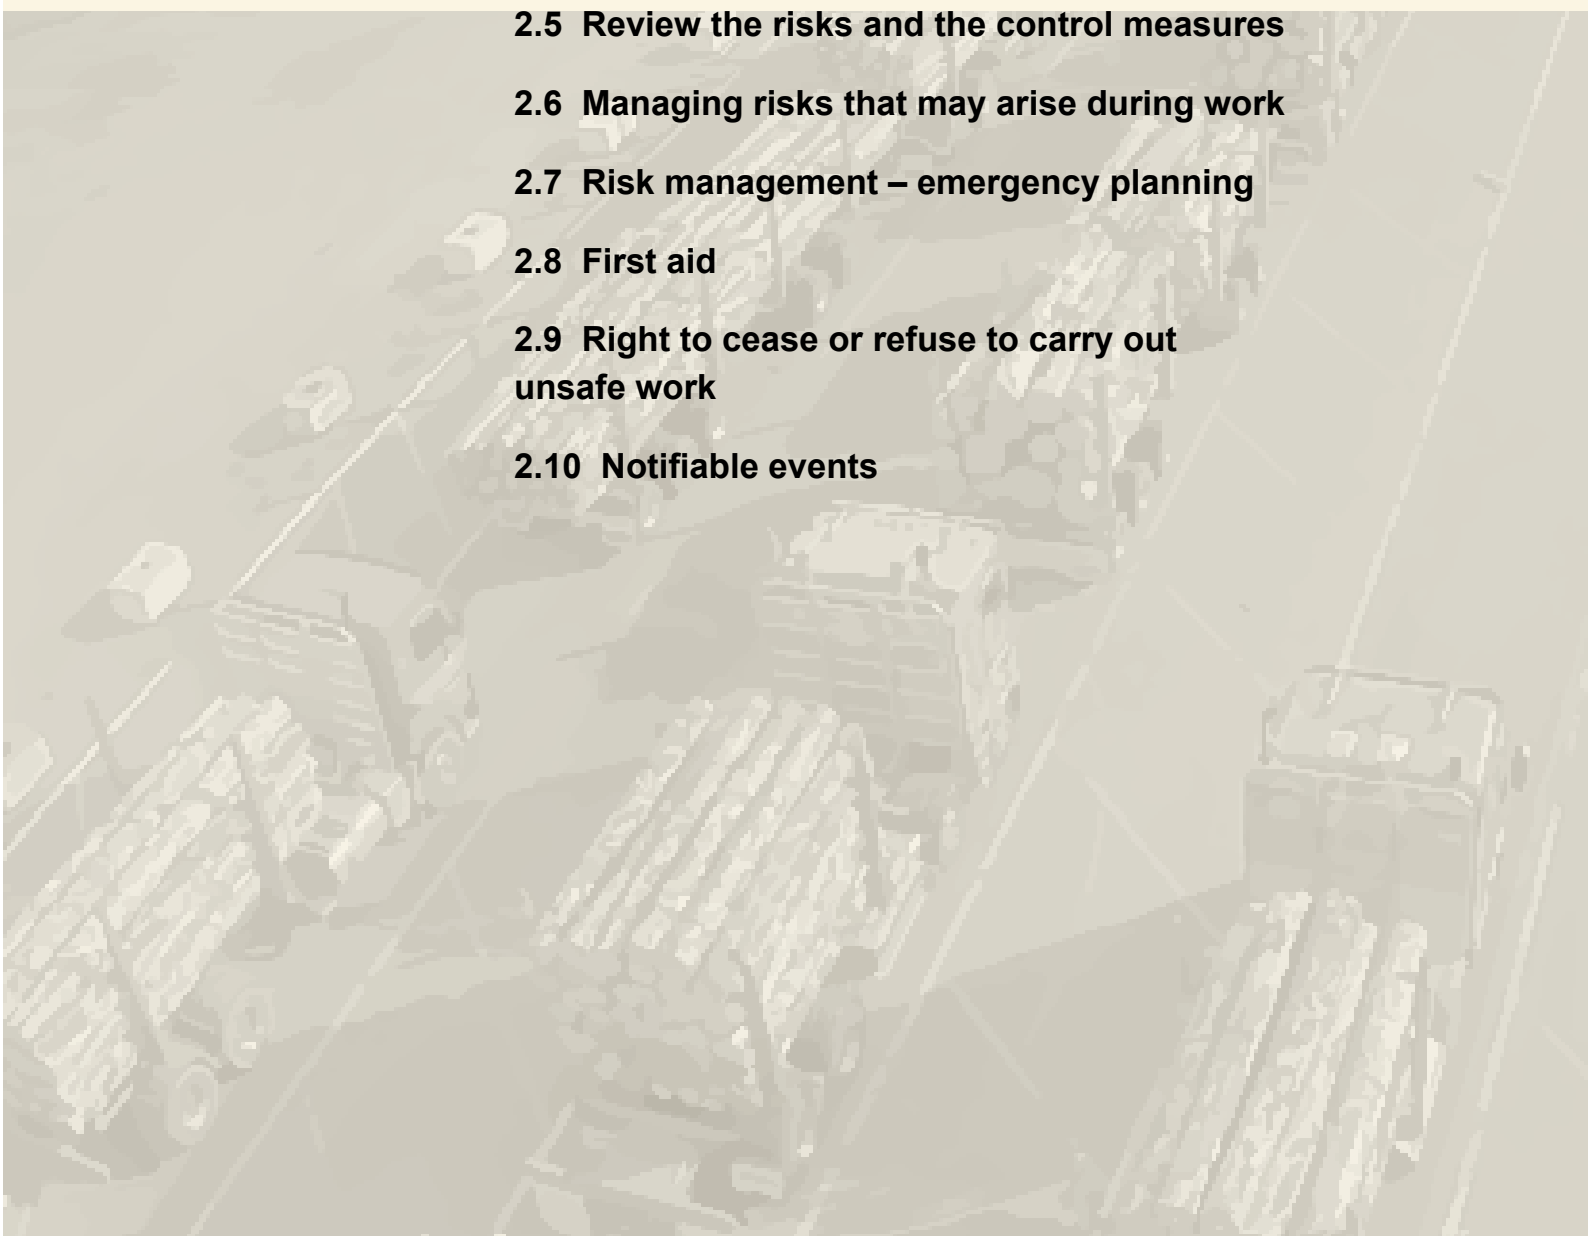 2.5 Review the risks and the control measures
2.6 Managing risks that may arise during work
2.7 Risk management – emergency planning
2.8 First aid
2.9 Right to cease or refuse to carry out
unsafe work
2.10 Notifiable events